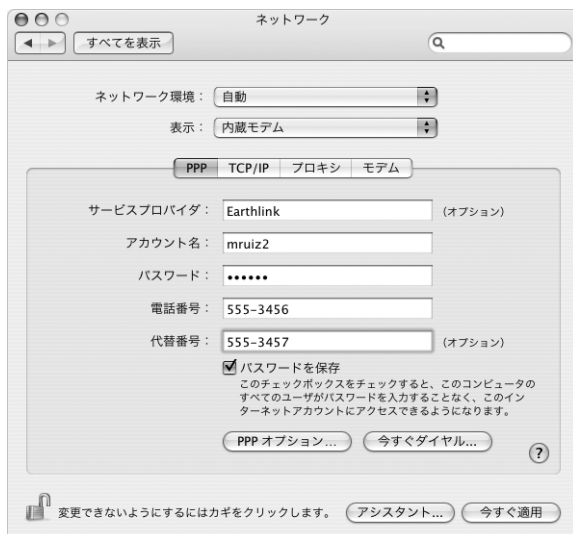 ネットワーク
すべてを表示
ネットワーク環境： 自動
表示： 内蔵モデム
PPP TCP/IP プロキシ モデム
サービスプロバイダ： Earthlink （オプション）
アカウント名： mruiz2
パスワード： ••••••
電話番号： 555-3456
代替番号： 555-3457 （オプション）
パスワードを保存
このチェックボックスをチェックすると、このコンピュータの
すべてのユーザがパスワードを入力することなく、このイン
ターネットアカウントにアクセスできるようになります。
PPP オプション... 今すぐダイヤル...
?
変更できないようにするにはカギをクリックします。 アシスタント... 今すぐ適用